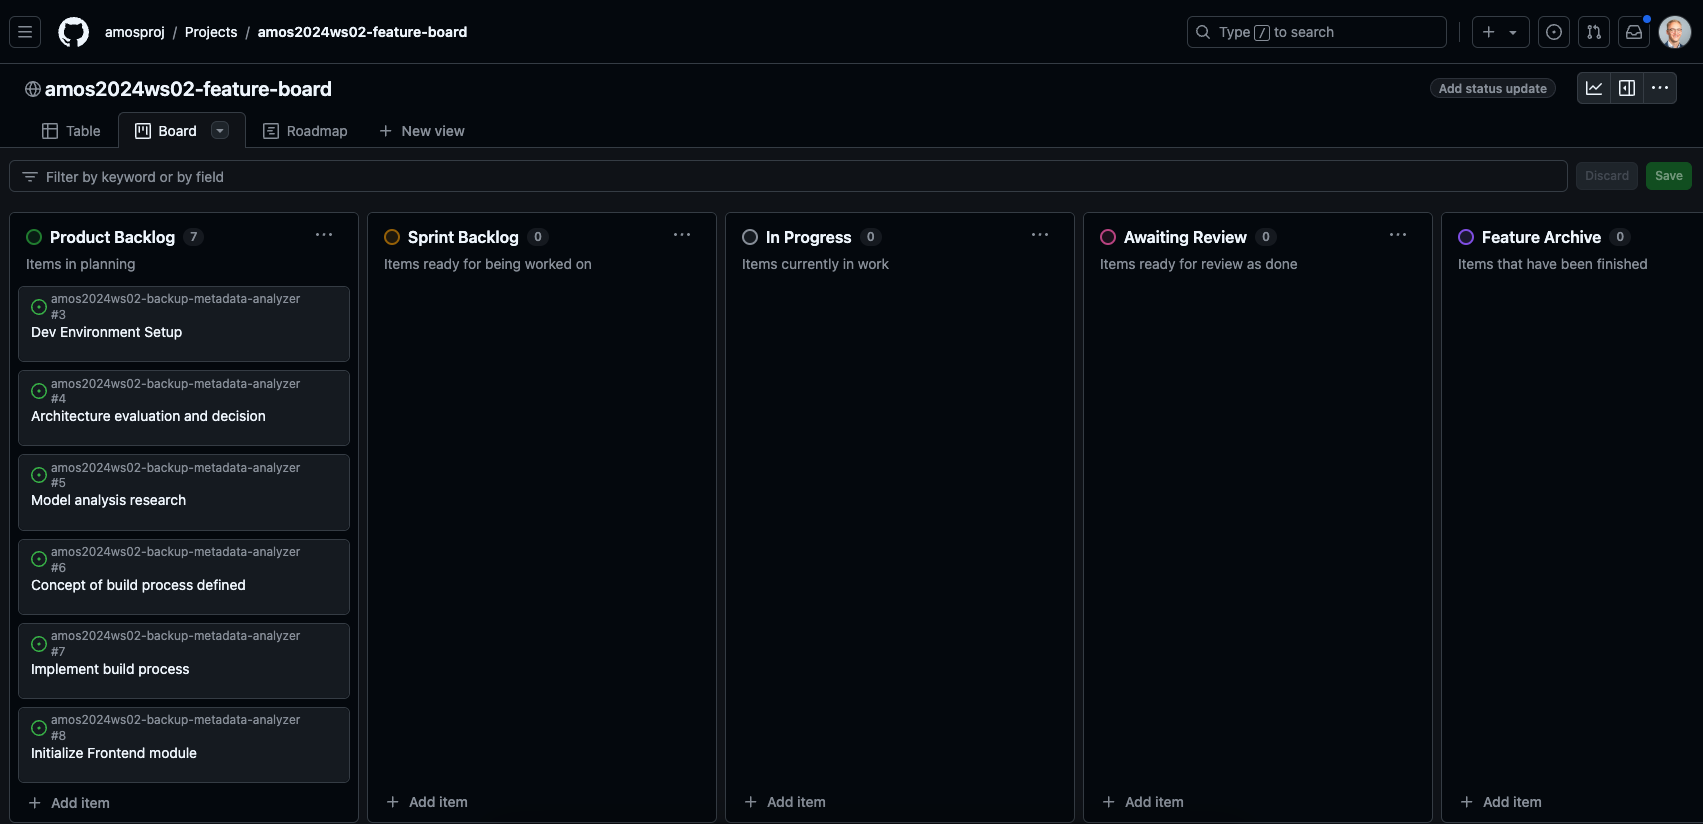 amosproj / Projects / amos2024ws02-feature-board
Type / to search
amos2024ws02-feature-board
Add status update
Table
Board
Roadmap
New view
Filter by keyword or by field
Discard
Save
Product Backlog 7
Items in planning
amos2024ws02-backup-metadata-analyzer
#3
Dev Environment Setup
amos2024ws02-backup-metadata-analyzer
#4
Architecture evaluation and decision
amos2024ws02-backup-metadata-analyzer
#5
Model analysis research
amos2024ws02-backup-metadata-analyzer
#6
Concept of build process defined
amos2024ws02-backup-metadata-analyzer
#7
Implement build process
amos2024ws02-backup-metadata-analyzer
#8
Initialize Frontend module
Add item
Sprint Backlog 0
Items ready for being worked on
Add item
In Progress 0
Items currently in work
Add item
Awaiting Review 0
Items ready for review as done
Add item
Feature Archive 0
Items that have been finished
Add item